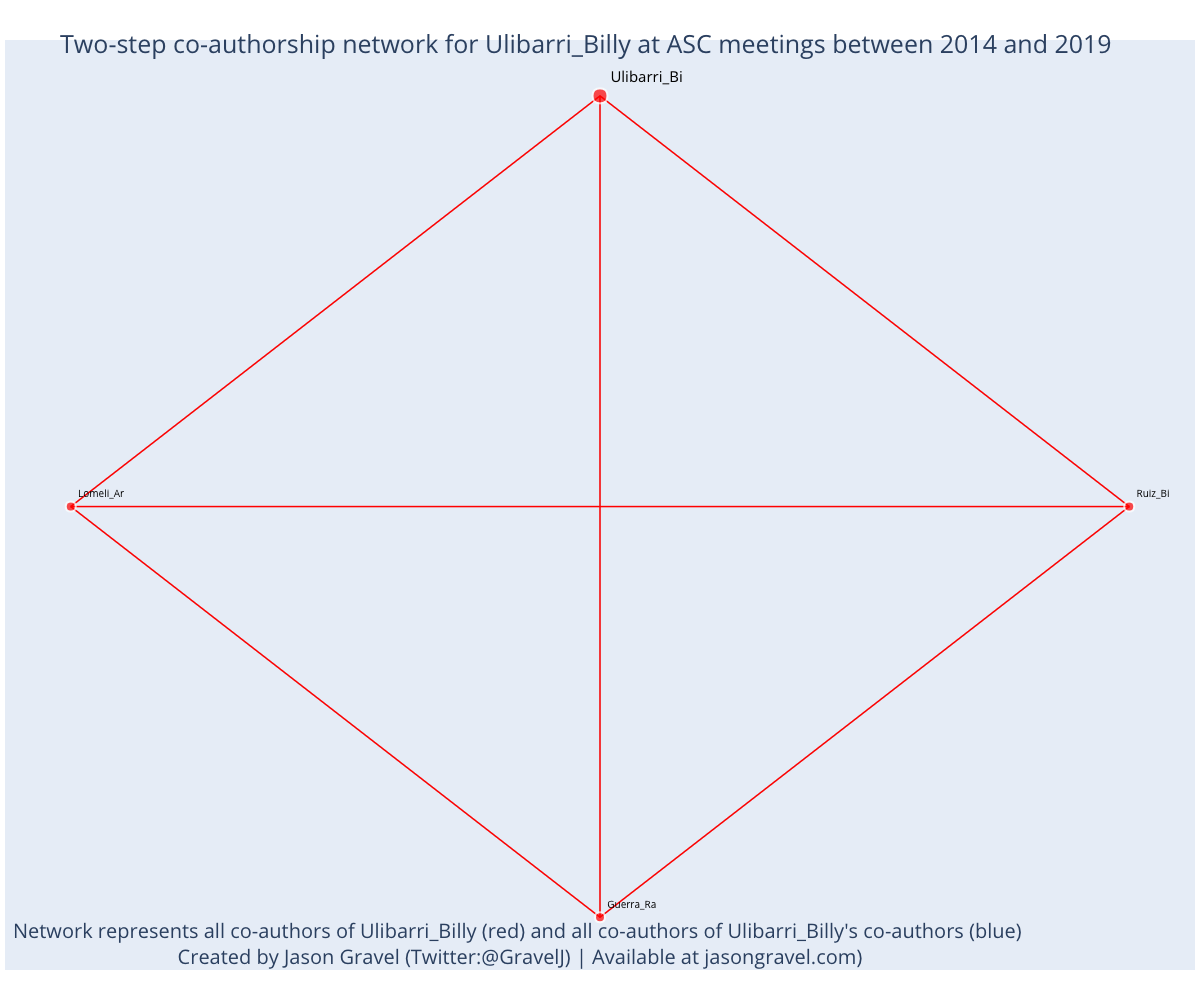 Two-step co-authorship network for Ulibarri_Billy at ASC meetings between 2014 and 2019
Ulibarri_Bi
Lomeli_Ar
Ruiz_Bi
Guerra_Ra
Network represents all co-authors of Ulibarri_Billy (red) and all co-authors of Ulibarri_Billy's co-authors (blue)
Created by Jason Gravel (Twitter:@GravelJ) | Available at jasongravel.com)